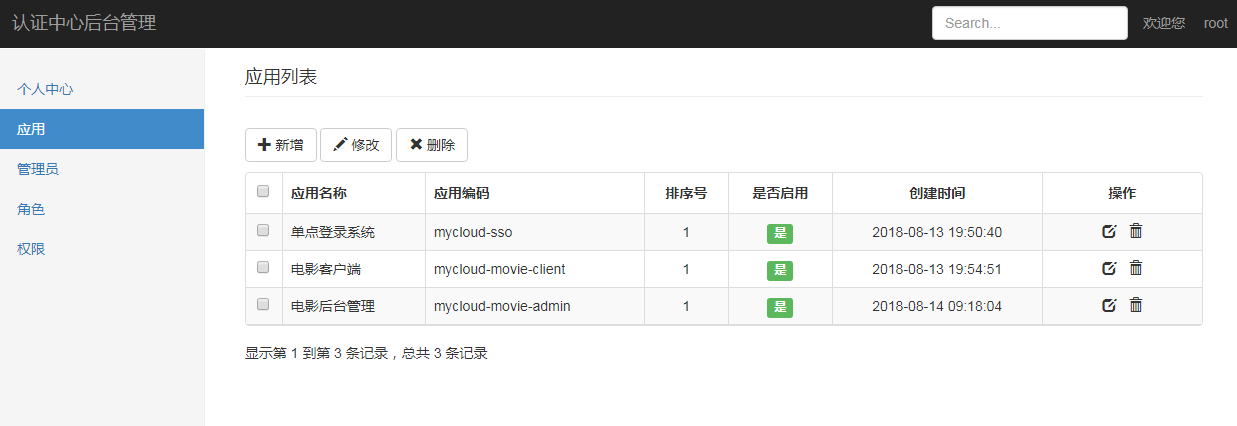 认证中心后台管理 Search... 欢迎您 root
个人中心
应用
管理员
角色
权限
应用列表
新增 修改 删除
应用名称 应用编码 排序号 是否启用 创建时间 操作
单点登录系统 mycloud-sso 1 是 2018-08-13 19:50:40
电影客户端 mycloud-movie-client 1 是 2018-08-13 19:54:51
电影后台管理 mycloud-movie-admin 1 是 2018-08-14 09:18:04
显示第 1 到第 3 条记录，总共 3 条记录